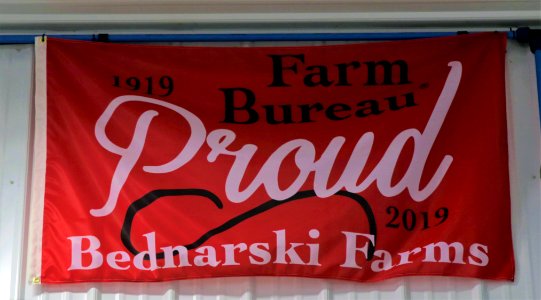 1919
Farm
Bureau®
Proud
2019
Bednarski Farms